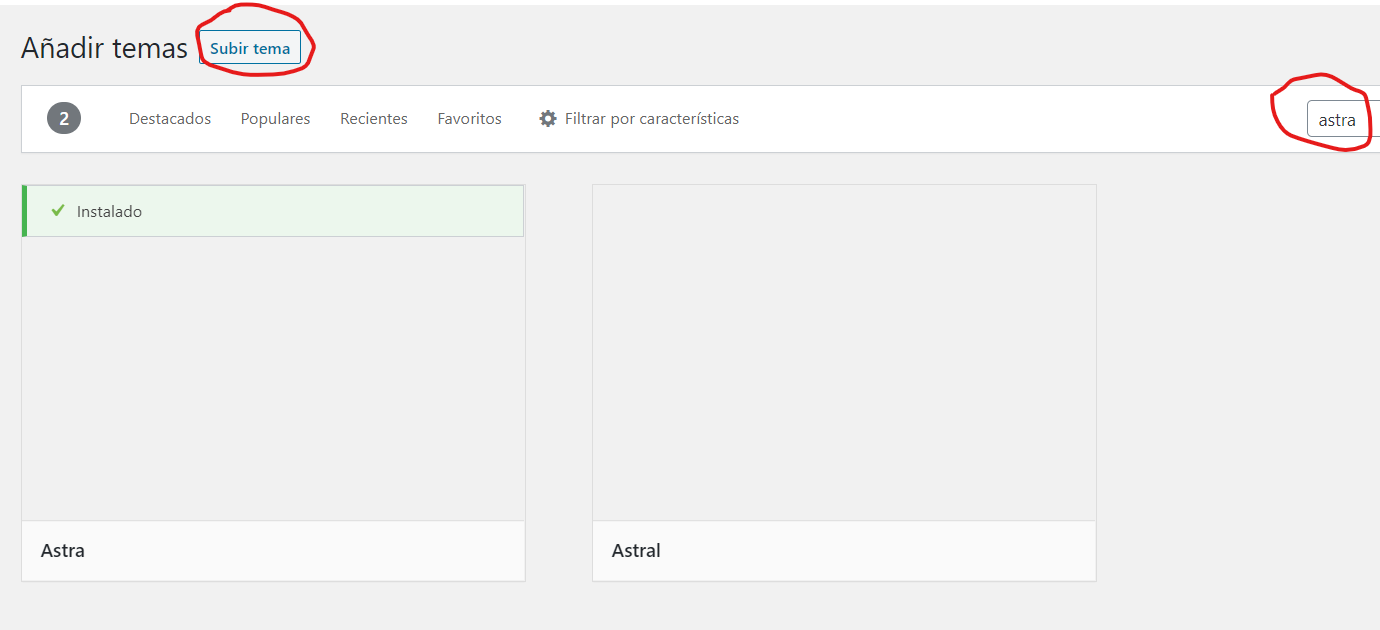 Añadir temas Subir tema
2 Destacados Populares Recientes Favoritos Filtrar por características astra
Instalado
Astra Astral